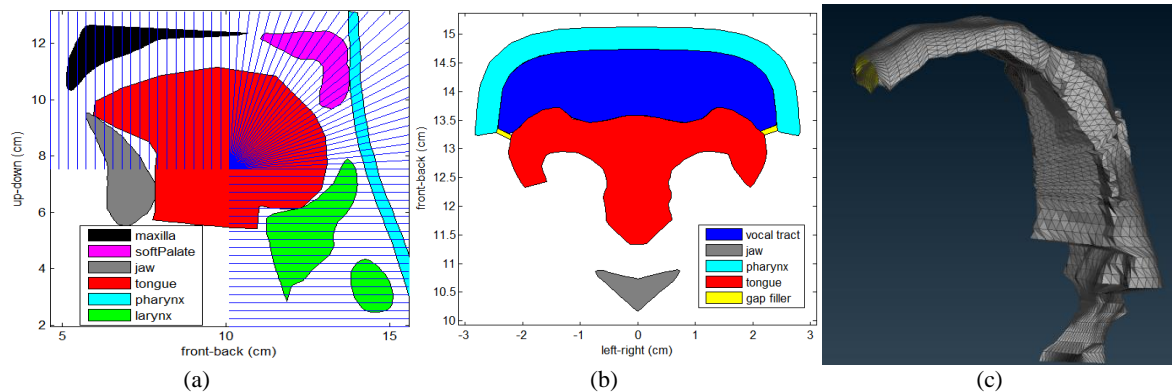 12
10
8
6
4
2
up-down (cm)
maxilla
softPalate
jaw
tongue
pharynx
larynx
5
10
15
front-back (cm)
(a)
15
14.5
14
13.5
13
12.5
12
11.5
11
10.5
10
front-back (cm)
vocal tract
jaw
pharynx
tongue
gap filler
-3
-2
-1
0
1
2
3
left-right (cm)
(b)
(c)